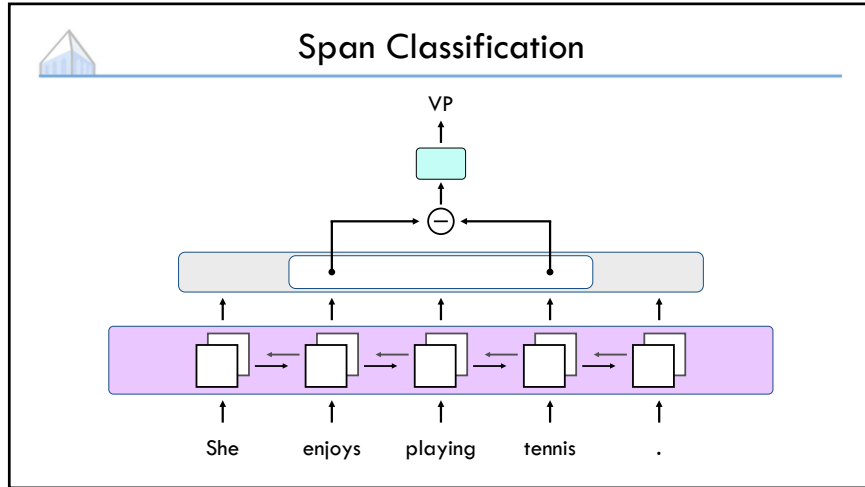 Span Classification
VP
−
She enjoys playing tennis .